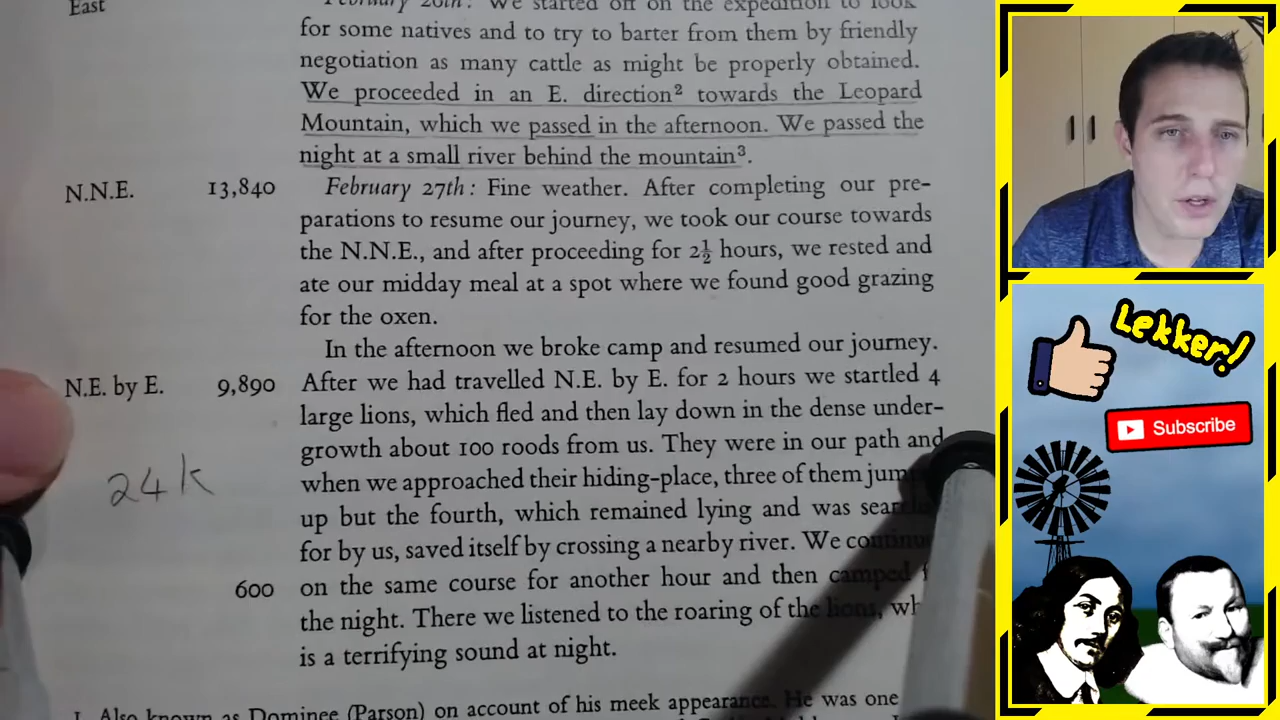 East
February 26th: We started off on the expedition to look
for some natives and to try to barter from them by friendly
negotiation as many cattle as might be properly obtained.
We proceeded in an E. direction² towards the Leopard
Mountain, which we passed in the afternoon. We passed the
night at a small river behind the mountain³.
N.N.E. 13,840 February 27th: Fine weather. After completing our pre-
parations to resume our journey, we took our course towards
the N.N.E., and after proceeding for 2½ hours, we rested and
ate our midday meal at a spot where we found good grazing
for the oxen.
In the afternoon we broke camp and resumed our journey.
N.E. by E. 9,890 After we had travelled N.E. by E. for 2 hours we startled 4
large lions, which fled and then lay down in the dense under-
growth about 100 roods from us. They were in our path and
24k when we approached their hiding-place, three of them jum
up but the fourth, which remained lying and was sear
for by us, saved itself by crossing a nearby river. We continu
600 on the same course for another hour and then camped f
the night. There we listened to the roaring of the lions, wh
is a terrifying sound at night.
1. Also known as Dominee (Parson) on account of his meek appearance. He was one
Lekker!
Subscribe